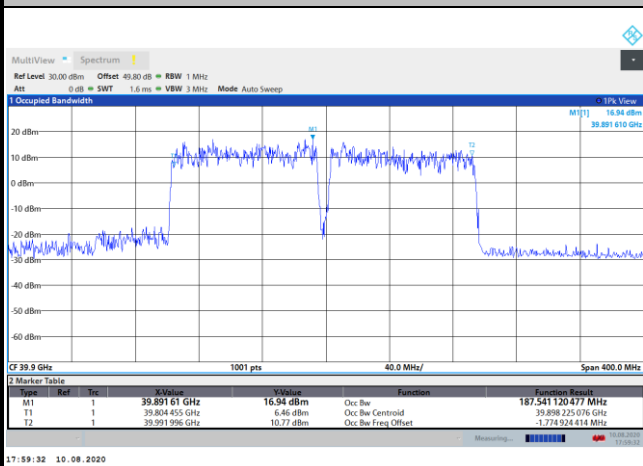 MultiView Spectrum
Ref Level 30.00 dBm Offset 49.80 dB RBW 1 MHz
Att 0 dB SWT 1.6 ms VBW 3 MHz Mode Auto Sweep
1 Occupied Bandwidth 1Pk View
M1[1] 16.94 dBm
39.891 610 GHz
M1
20 dBm
T2
10 dBm
0 dBm
-10 dBm
-20 dBm
-30 dBm
-40 dBm
-50 dBm
-60 dBm
CF 39.9 GHz 1001 pts 40.0 MHz/ Span 400.0 MHz
2 Marker Table
Type Ref Trc X-Value Y-Value Function Function Result
M1 1 39.891 61 GHz 16.94 dBm Occ Bw 187.541 120 477 MHz
T1 1 39.804 455 GHz 6.46 dBm Occ Bw Centroid 39.898 225 076 GHz
T2 1 39.991 996 GHz 10.77 dBm Occ Bw Freq Offset -1.774 924 414 MHz
Measuring... 10.08.2020
17:59:32
17:59:32 10.08.2020